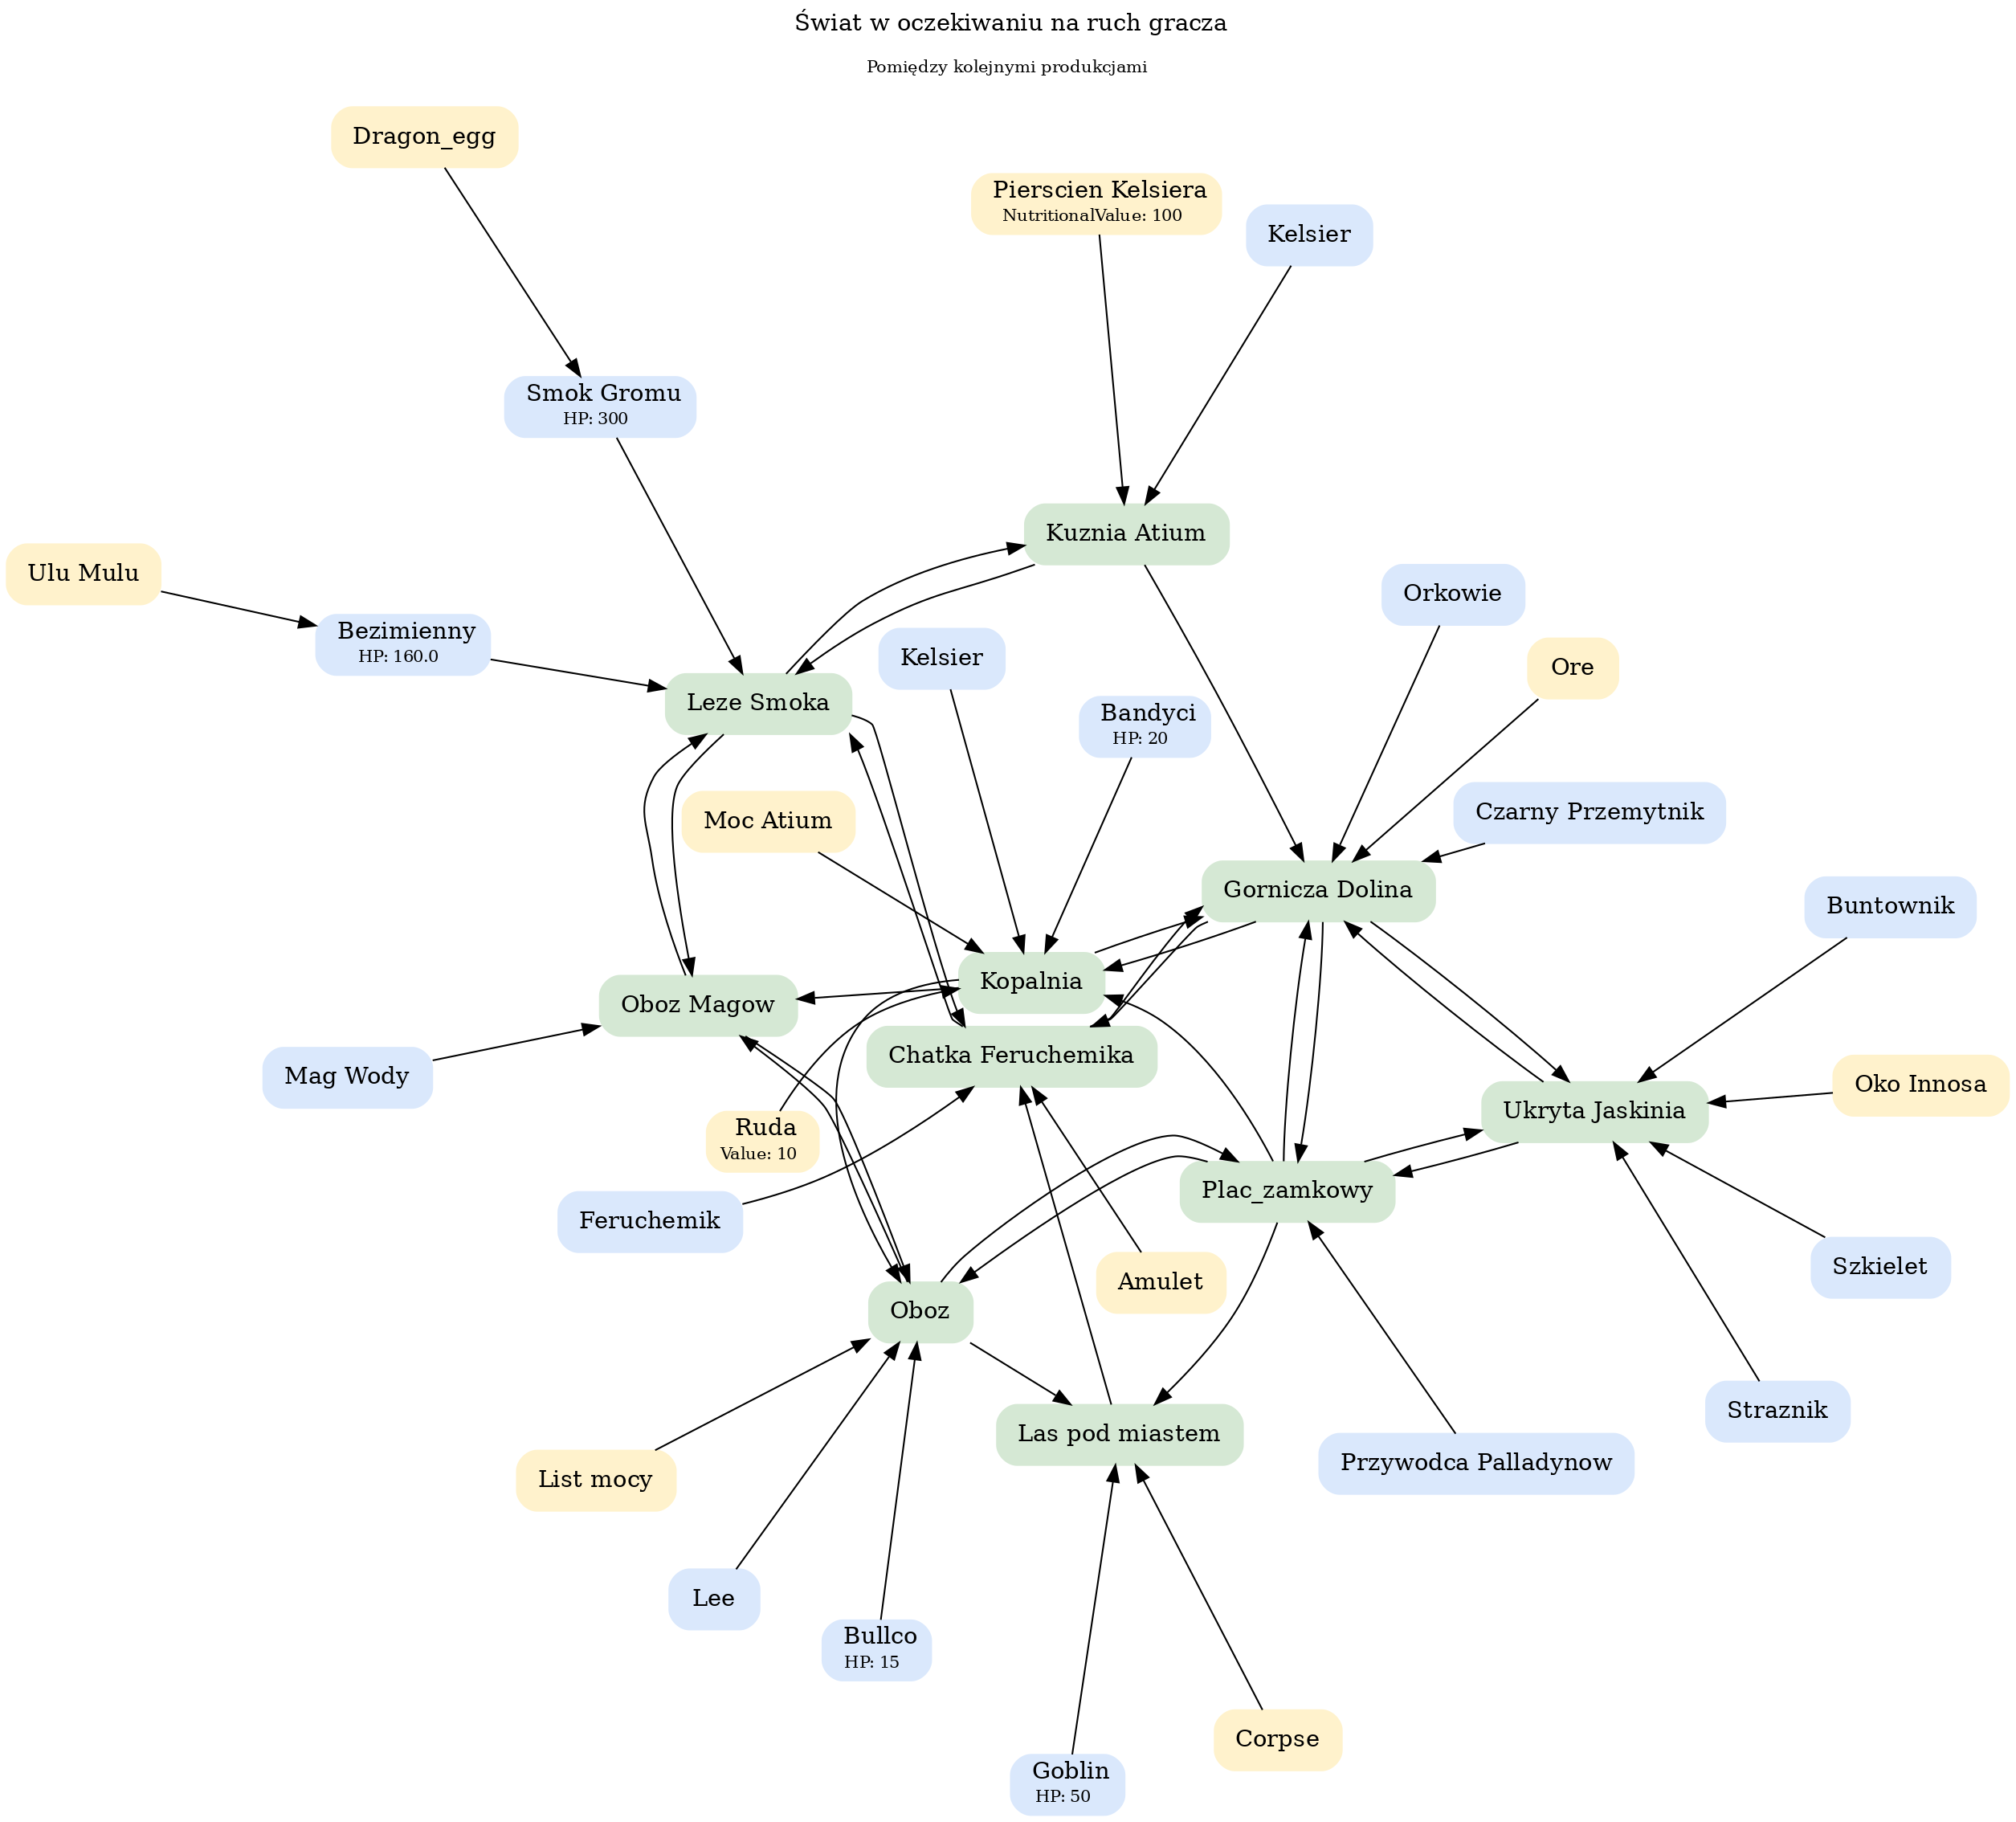 Świat w oczekiwaniu na ruch gracza
Pomiędzy kolejnymi produkcjami
Dragon_egg
Pierscien Kelsiera
NutritionalValue: 100
Kelsier
Smok Gromu
HP: 300
Kuznia Atium
Ulu Mulu
Orkowie
Bezimienny
HP: 160.0
Kelsier
Ore
Leze Smoka
Bandyci
HP: 20
Moc Atium
Czarny Przemytnik
Gornicza Dolina
Buntownik
Kopalnia
Oboz Magow
Chatka Feruchemika
Mag Wody
Oko Innosa
Ukryta Jaskinia
Ruda
Value: 10
Plac_zamkowy
Feruchemik
Szkielet
Amulet
Oboz
Straznik
Las pod miastem
Przywodca Palladynow
List mocy
Lee
Bullco
HP: 15
Corpse
Goblin
HP: 50